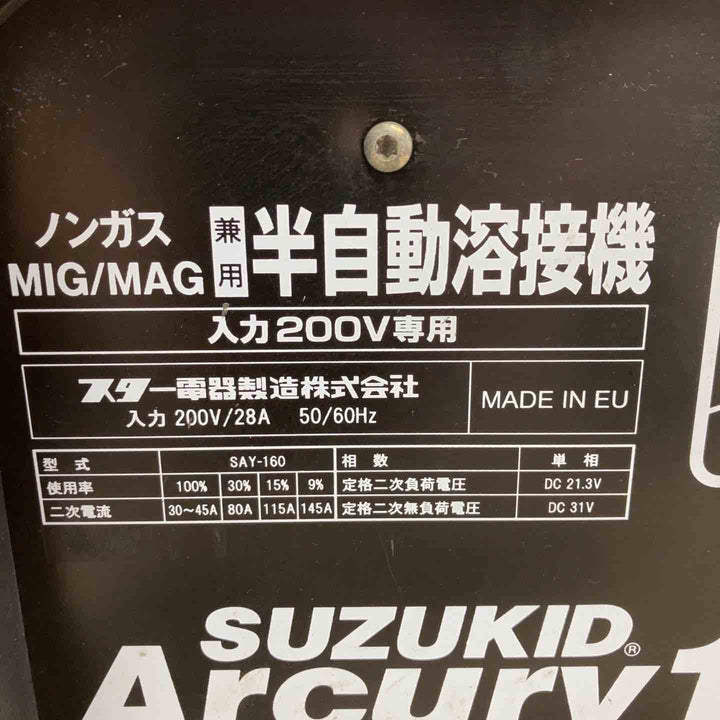 ノンガス
MIG/MAG
兼用
半自動溶接機
入力200V専用
スター電器製造株式会社
入力 200V/28A 50/60Hz
MADE IN EU
型式 SAY-160 相数 単相
使用率 100% 30% 15% 9% 定格二次負荷電圧 DC 21.3V
二次電流 30～45A 80A 115A 145A 定格二次無負荷電圧 DC 31V
SUZUKID®
Arcury 1